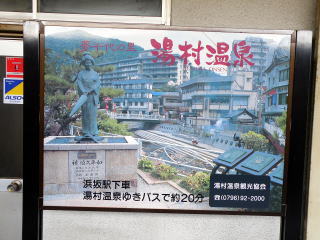 夢千代の里 湯村温泉
浜坂駅下車
湯村温泉ゆきバスで約20分
湯村温泉観光協会
☎(0796)92-2000
ALSOK